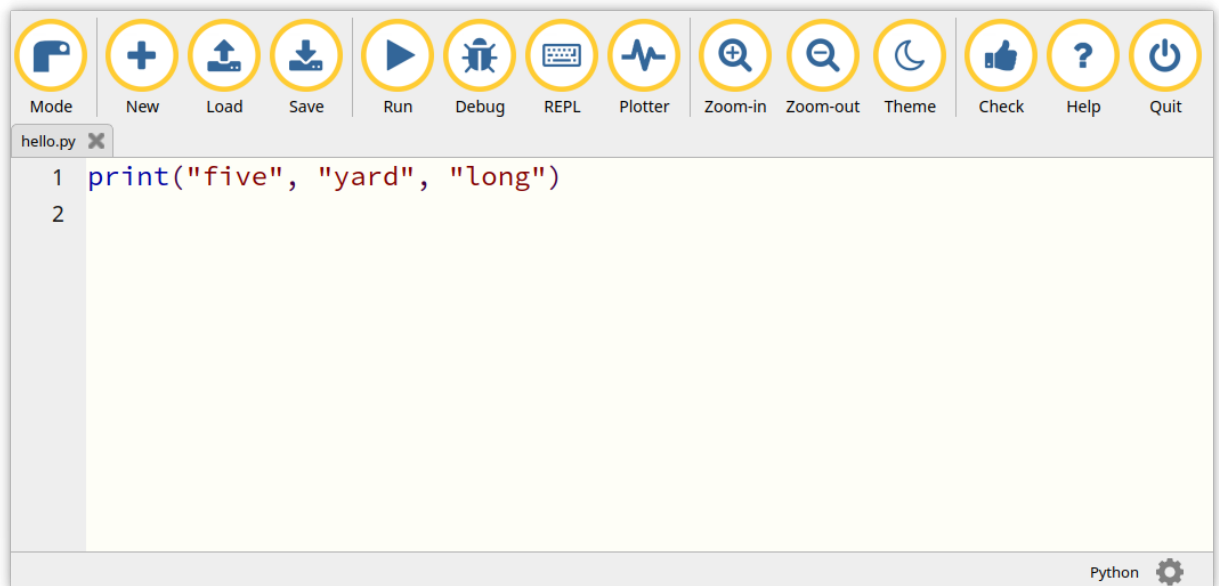 Mode New Load Save Run Debug REPL Plotter Zoom-in Zoom-out Theme Check Help Quit
hello.py
1 print("five", "yard", "long")
2
Python